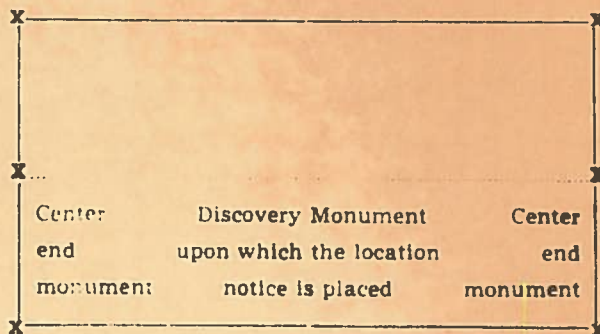 X X
X X
Center Discovery Monument Center
end upon which the location end
monument notice is placed monument
X X